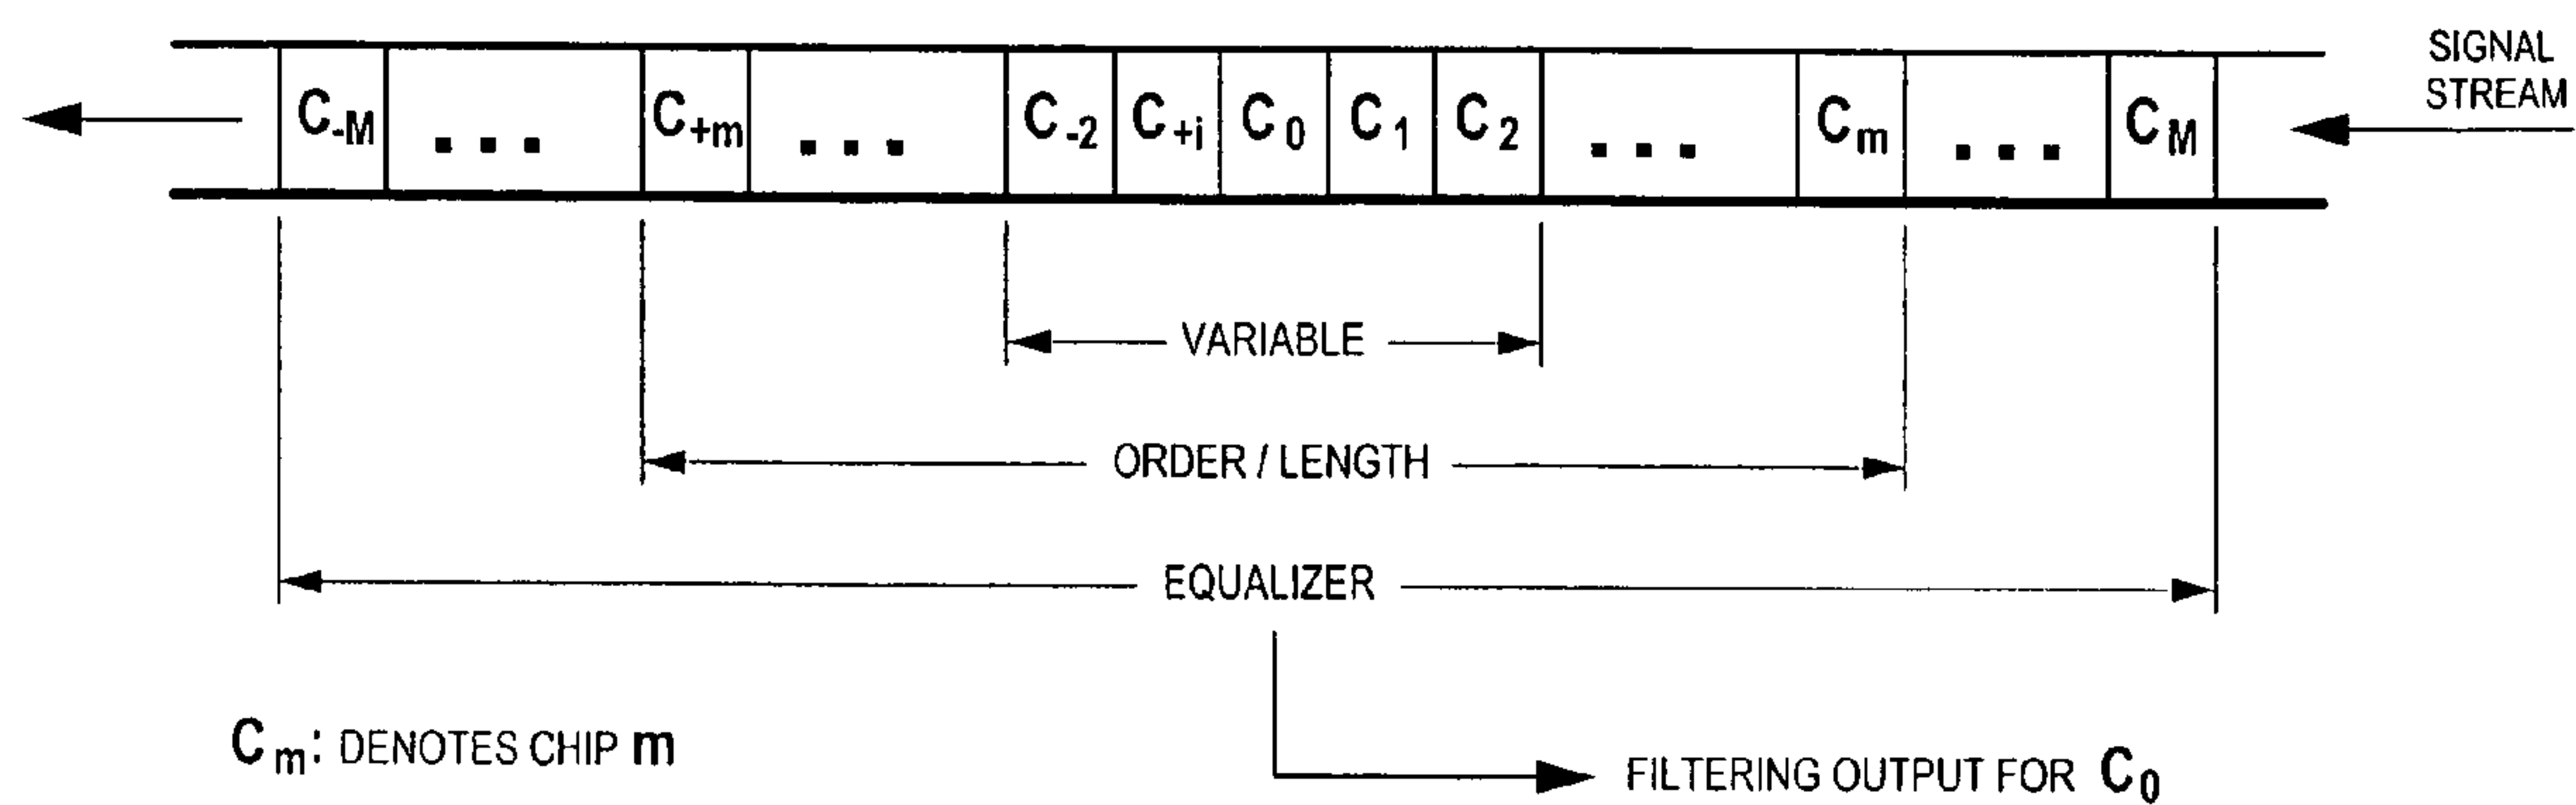 SIGNAL
STREAM
C-M ... C+m ... C-2 C+i C0 C1 C2 ... Cm ... CM
VARIABLE
ORDER / LENGTH
EQUALIZER
Cm: DENOTES CHIP m
FILTERING OUTPUT FOR C0